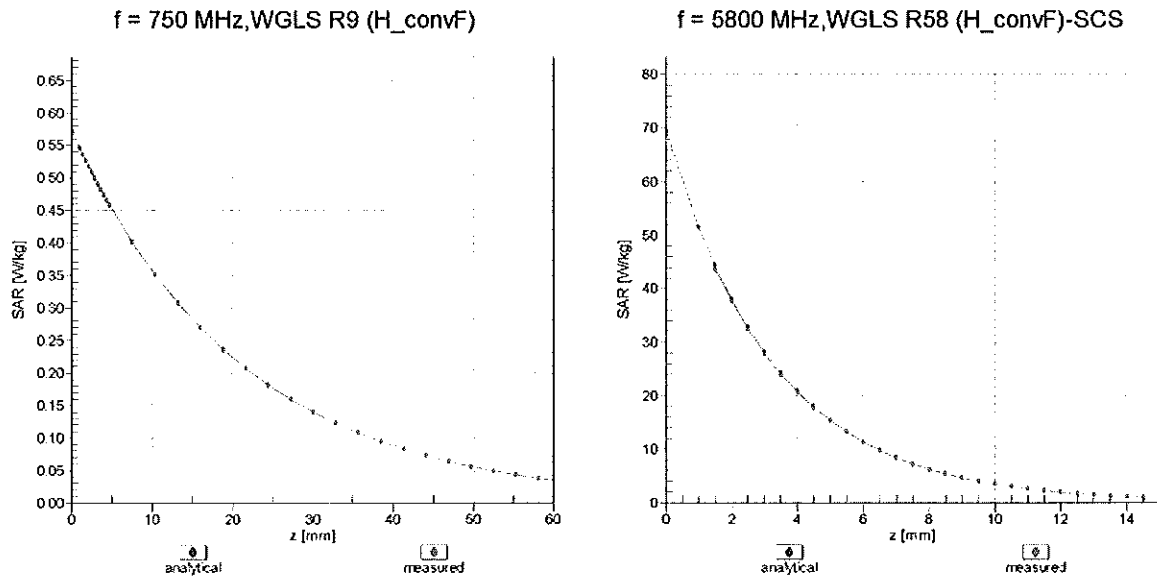 f = 750 MHz,WGLS R9 (H_convF)
SAR [W/kg]
0.65
0.60
0.55
0.50
0.45
0.40
0.35
0.30
0.25
0.20
0.15
0.10
0.05
0.00
0 10 20 30 40 50 60
z [mm]
analytical measured
f = 5800 MHz,WGLS R58 (H_convF)-SCS
SAR [W/kg]
80
70
60
50
40
30
20
10
0
0 2 4 6 8 10 12 14
z [mm]
analytical measured